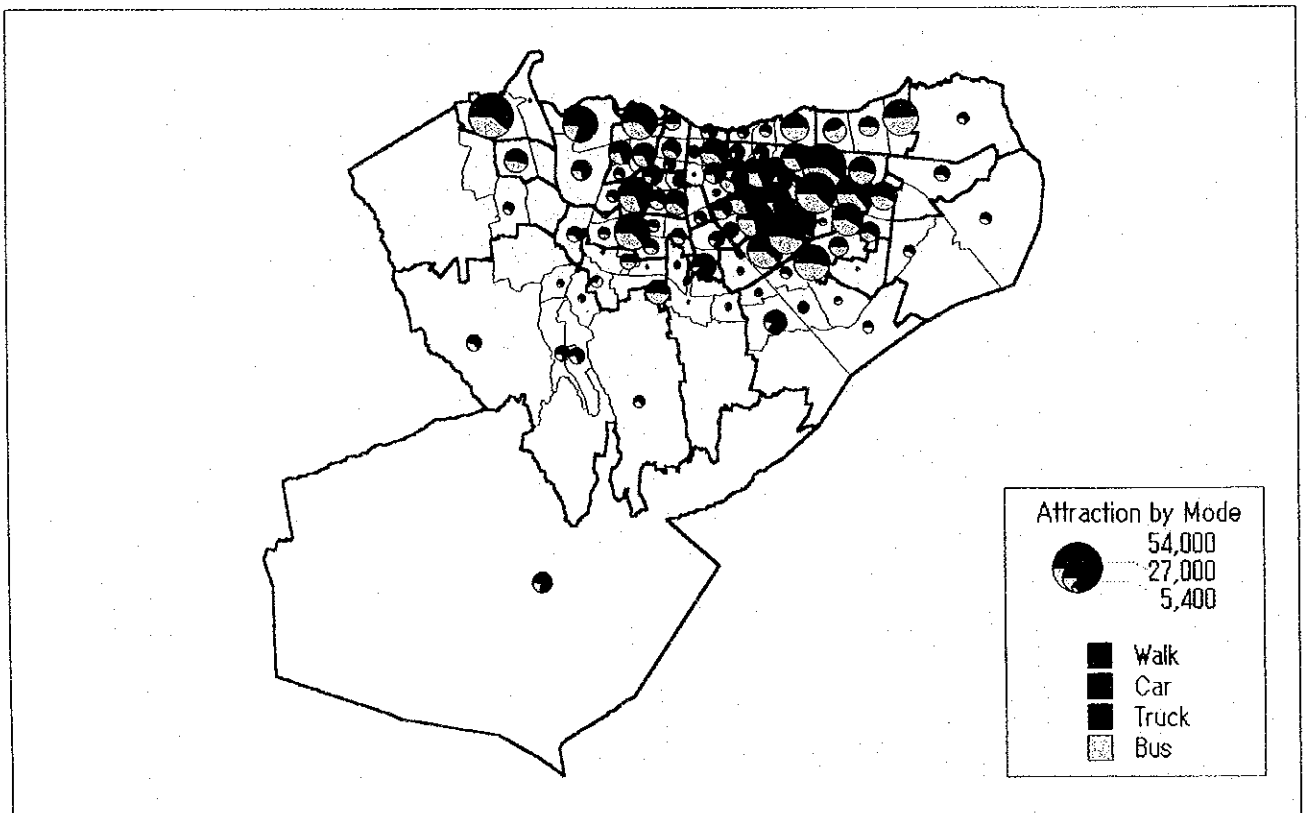 Attraction by Mode
54,000
27,000
5,400
Walk
Car
Truck
Bus